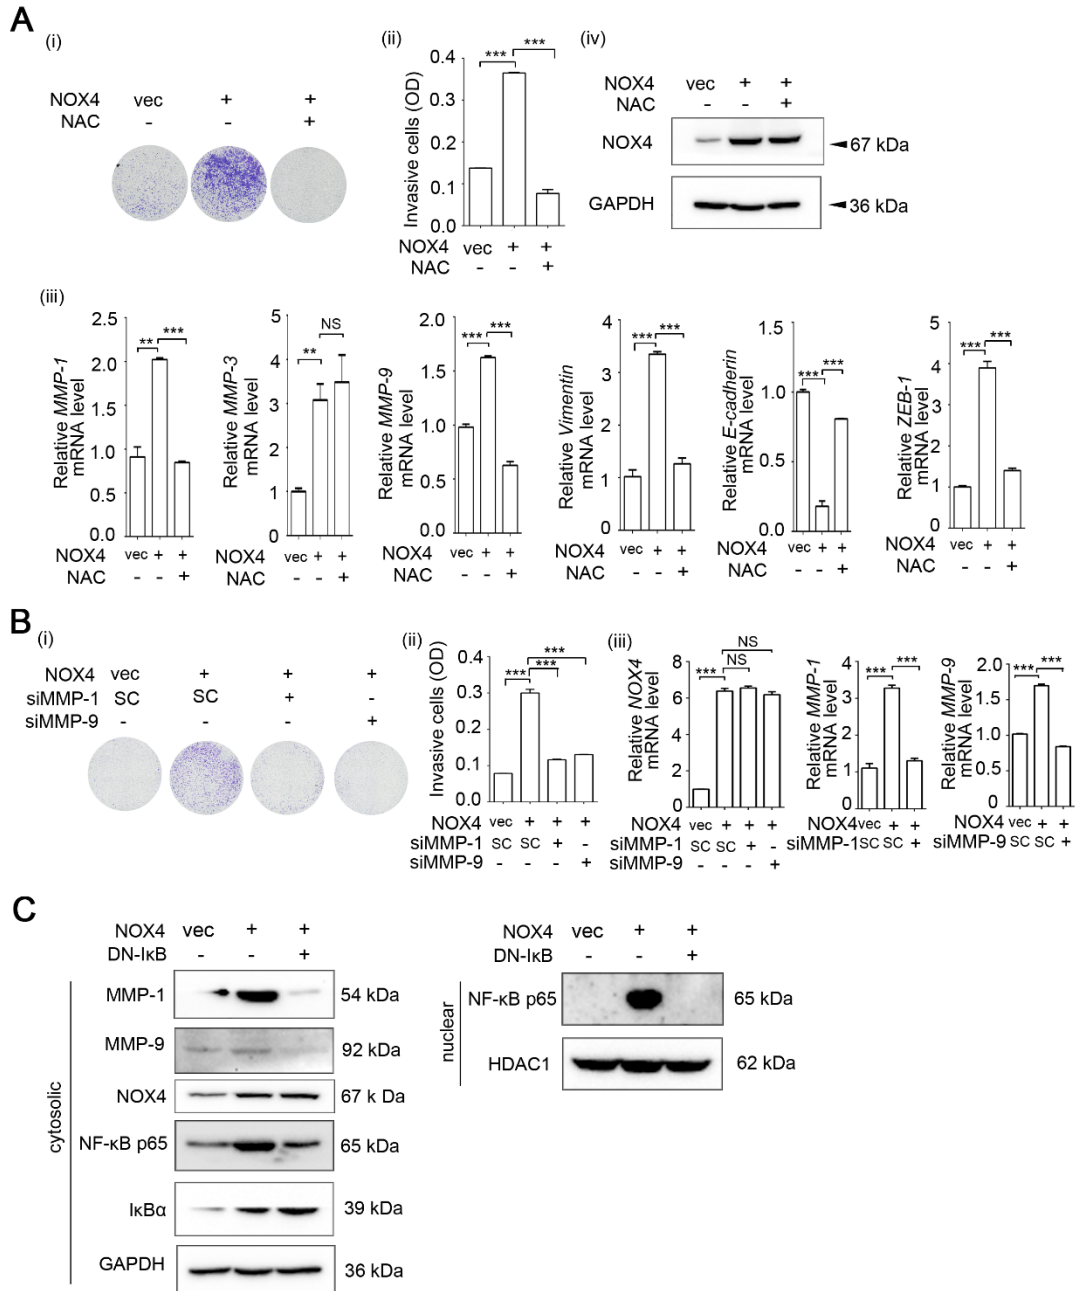 A
(i)
NOX4 vec + +
NAC - - +
(ii)
*** ***
Invasive cells (OD)
0.4
0.3
0.2
0.1
0.0
NOX4 vec + +
NAC - - +
(iv)
NOX4 vec + +
NAC - - +
NOX4 67 kDa
GAPDH 36 kDa
(iii)
Relative MMP-1
mRNA level
2.5
2.0
1.5
1.0
0.5
0.0
** ***
NOX4 vec + +
NAC - - +
Relative MMP-3
mRNA level
5
4
3
2
1
0
** NS
NOX4 vec + +
NAC - - +
Relative MMP-9
mRNA level
2.0
1.5
1.0
0.5
0.0
*** ***
NOX4 vec + +
NAC - - +
Relative Vimentin
mRNA level
4
3
2
1
0
*** ***
NOX4 vec + +
NAC - - +
Relative E-cadherin
mRNA level
1.5
1.0
0.5
0.0
*** ***
NOX4 vec + +
NAC - - +
Relative ZEB-1
mRNA level
5
4
3
2
1
0
*** ***
NOX4 vec + +
NAC - - +
B
(i)
NOX4 vec + + +
siMMP-1 SC SC + -
siMMP-9 - - - +
(ii)
Invasive cells (OD)
0.4
0.3
0.2
0.1
0.0
***
*** ***
NOX4 vec + + +
siMMP-1 SC SC + -
siMMP-9 - - - +
(iii)
Relative NOX4
mRNA level
8
6
4
2
0
NS
*** NS
NOX4 vec + + +
siMMP-1 SC SC + -
siMMP-9 - - - +
Relative MMP-1
mRNA level
4
3
2
1
0
*** ***
NOX4 vec + +
siMMP-1 SC SC +
Relative MMP-9
mRNA level
2.0
1.5
1.0
0.5
0.0
*** ***
NOX4 vec + +
siMMP-9 SC SC +
C
NOX4 vec + +
DN-IκB - - +
cytosolic
MMP-1 54 kDa
MMP-9 92 kDa
NOX4 67 k Da
NF-κB p65 65 kDa
IκBα 39 kDa
GAPDH 36 kDa
NOX4 vec + +
DN-IκB - - +
nuclear
NF-κB p65 65 kDa
HDAC1 62 kDa